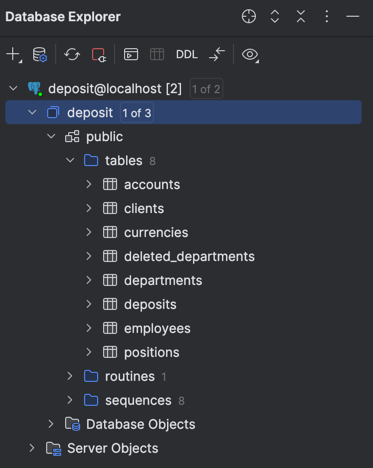 Database Explorer
DDL
deposit@localhost [2] 1 of 2
deposit 1 of 3
public
tables 8
accounts
clients
currencies
deleted_departments
departments
deposits
employees
positions
routines 1
sequences 8
Database Objects
Server Objects